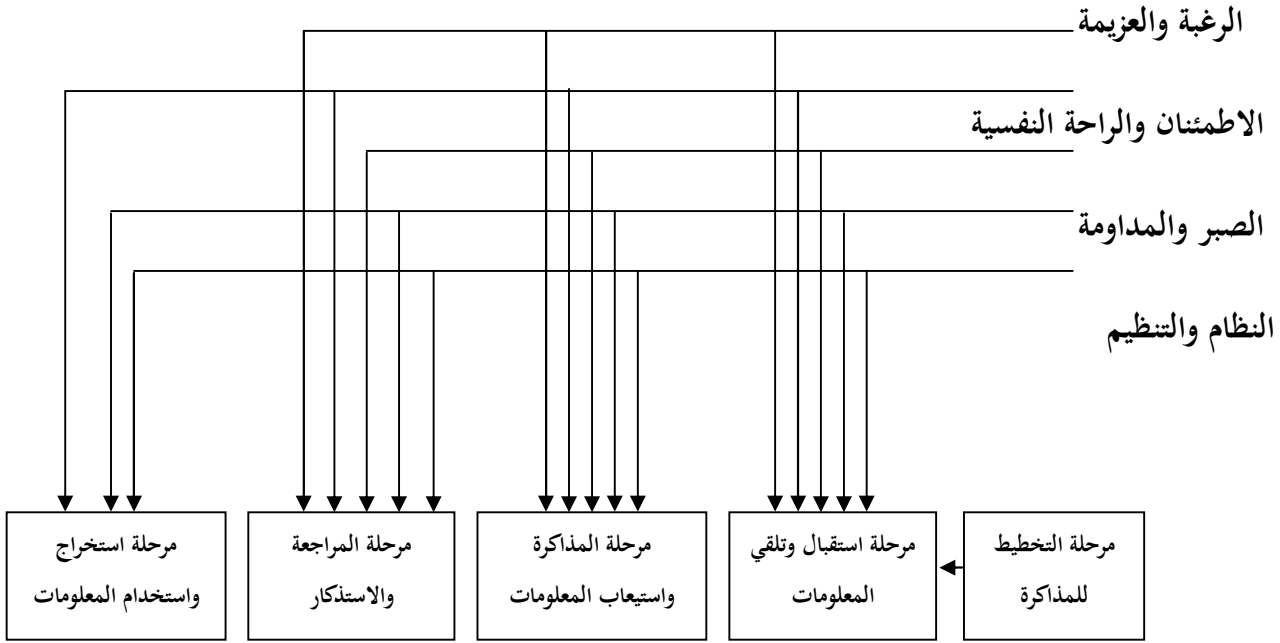 الرغبة والعزيمة
الاطمئنان والراحة النفسية
الصبر والمداومة
النظام والتنظيم
مرحلة التخطيط
للمذاكرة
مرحلة استقبال وتلقي
المعلومات
مرحلة المذاكرة
واستيعاب المعلومات
مرحلة المراجعة
والاستذكار
مرحلة استخراج
واستخدام المعلومات